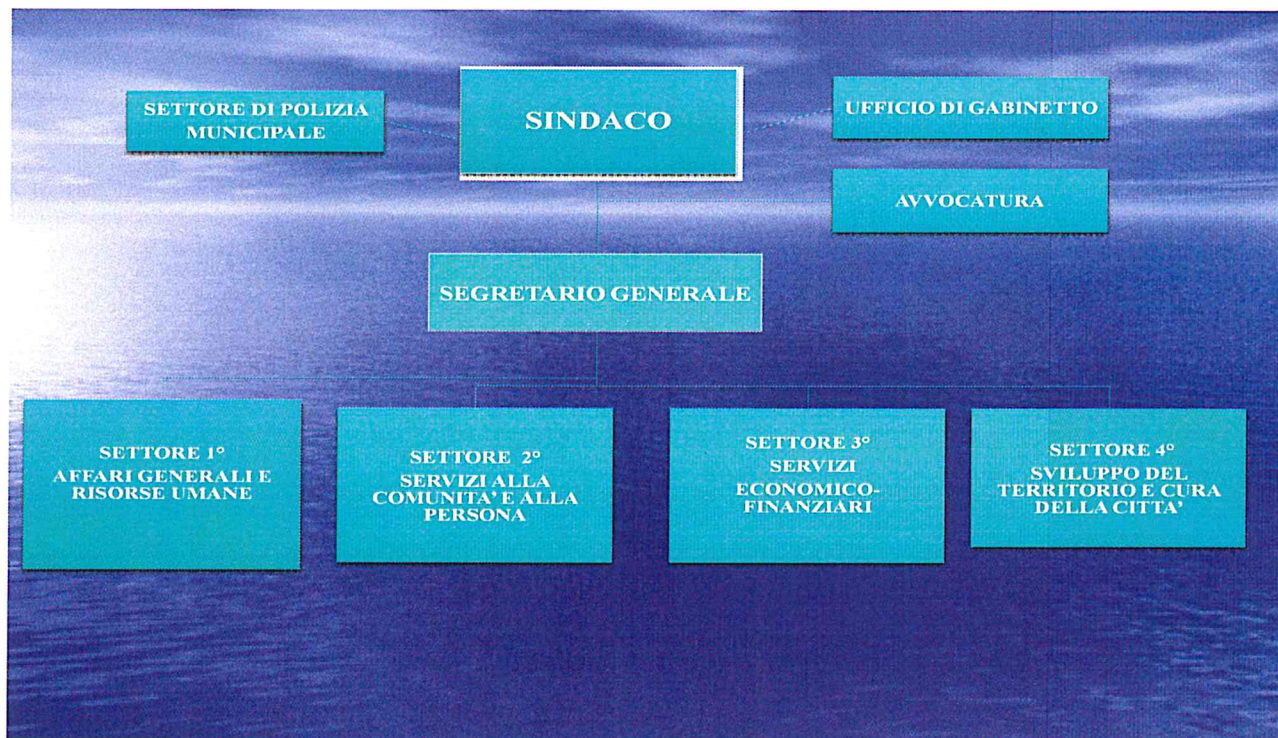 SETTORE DI POLIZIA
MUNICIPALE
SINDACO
UFFICIO DI GABINETTO
AVVOCATURA
SEGRETARIO GENERALE
SETTORE 1°
AFFARI GENERALI E
RISORSE UMANE
SETTORE 2°
SERVIZI ALLA
COMUNITA' E ALLA
PERSONA
SETTORE 3°
SERVIZI
ECONOMICO-
FINANZIARI
SETTORE 4°
SVILUPPO DEL
TERRITORIO E CURA
DELLA CITTA'